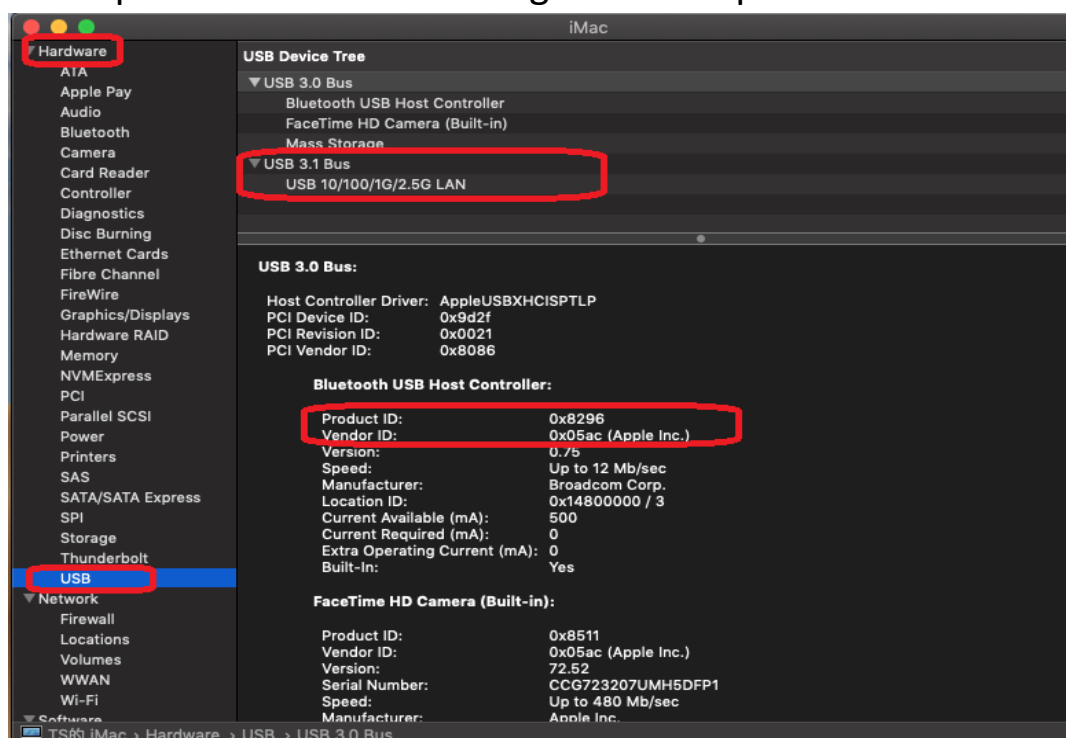 iMac
Hardware
ATA
Apple Pay
Audio
Bluetooth
Camera
Card Reader
Controller
Diagnostics
Disc Burning
Ethernet Cards
Fibre Channel
FireWire
Graphics/Displays
Hardware RAID
Memory
NVMExpress
PCI
Parallel SCSI
Power
Printers
SAS
SATA/SATA Express
SPI
Storage
Thunderbolt
USB
Network
Firewall
Locations
Volumes
WWAN
Wi-Fi
Software
USB Device Tree
USB 3.0 Bus
Bluetooth USB Host Controller
FaceTime HD Camera (Built-in)
Mass Storage
USB 3.1 Bus
USB 10/100/1G/2.5G LAN
USB 3.0 Bus:
Host Controller Driver: AppleUSBXHCISPTLP
PCI Device ID: 0x9d2f
PCI Revision ID: 0x0021
PCI Vendor ID: 0x8086
Bluetooth USB Host Controller:
Product ID: 0x8296
Vendor ID: 0x05ac (Apple Inc.)
Version: 0.75
Speed: Up to 12 Mb/sec
Manufacturer: Broadcom Corp.
Location ID: 0x14800000 / 3
Current Available (mA): 500
Current Required (mA): 0
Extra Operating Current (mA): 0
Built-In: Yes
FaceTime HD Camera (Built-in):
Product ID: 0x8511
Vendor ID: 0x05ac (Apple Inc.)
Version: 72.52
Serial Number: CCG723207UMH5DFP1
Speed: Up to 480 Mb/sec
Manufacturer: Apple Inc.
TS的 iMac › Hardware › USB › USB 3.0 Bus